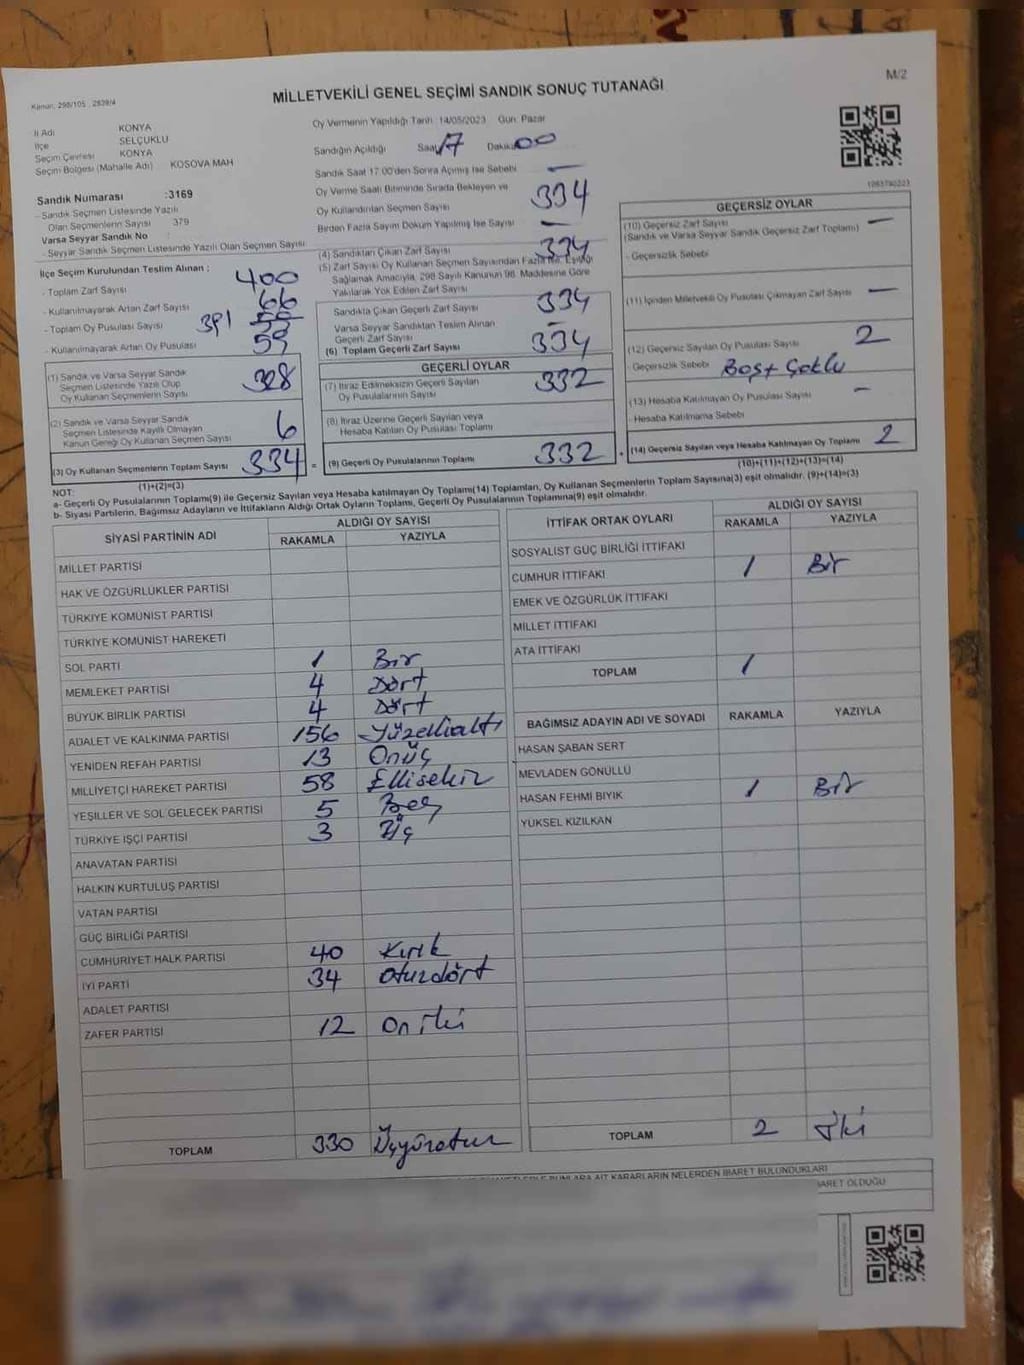 M/2
Kanun: 298/105 , 2839/4
MİLLETVEKİLİ GENEL SEÇİMİ SANDIK SONUÇ TUTANAĞI
İl Adı KONYA
İlçe SELÇUKLU
Seçim Çevresi KONYA
Seçim Bölgesi (Mahalle Adı) KOSOVA MAH
Sandık Numarası :3169
- Sandık Seçmen Listesinde Yazılı
Olan Seçmenlerin Sayısı 379
Varsa Seyyar Sandık No :
- Seyyar Sandık Seçmen Listesinde Yazılı Olan Seçmen Sayısı
İlçe Seçim Kurulundan Teslim Alınan :
- Toplam Zarf Sayısı 400
- Kullanılmayarak Artan Zarf Sayısı 66
- Toplam Oy Pusulası Sayısı 391
- Kullanılmayarak Artan Oy Pusulası 59
(1) Sandık ve Varsa Seyyar Sandık
Seçmen Listesinde Yazılı Olup
Oy Kullanan Seçmenlerin Sayısı 328
(2) Sandık ve Varsa Seyyar Sandık
Seçmen Listesinde Kayıtlı Olmayan
Kanun Gereği Oy Kullanan Seçmen Sayısı 6
(3) Oy Kullanan Seçmenlerin Toplam Sayısı 334 =
(1)+(2)=(3)
Oy Vermenin Yapıldığı Tarih :14/05/2023 Gün: Pazar
Sandığın Açıldığı Saat 17 Dakika 00
Sandık Saat 17:00'den Sonra Açılmış İse Sebebi —
Oy Verme Saati Bitiminde Sırada Bekleyen ve
Oy Kullandırılan Seçmen Sayısı 334
Birden Fazla Sayım Döküm Yapılmış İse Sayısı —
(4) Sandıktan Çıkan Zarf Sayısı 334
(5) Zarf Sayısı Oy Kullanan Seçmen Sayısından Fazla İse, Eşitliği
Sağlamak Amacıyla, 298 Sayılı Kanunun 98. Maddesine Göre
Yakılarak Yok Edilen Zarf Sayısı
Sandıkta Çıkan Geçerli Zarf Sayısı 334
Varsa Seyyar Sandıktan Teslim Alınan
Geçerli Zarf Sayısı —
(6) Toplam Geçerli Zarf Sayısı 334
GEÇERLİ OYLAR
(7) İtiraz Edilmeksizin Geçerli Sayılan
Oy Pusulalarının Sayısı 332
(8) İtiraz Üzerine Geçerli Sayılan veya
Hesaba Katılan Oy Pusulası Toplamı
(9) Geçerli Oy Pusulalarının Toplamı 332 +
GEÇERSİZ OYLAR
(10) Geçersiz Zarf Sayısı —
(Sandık ve Varsa Seyyar Sandık Geçersiz Zarf Toplamı)
- Geçersizlik Sebebi
(11) İçinden Milletvekili Oy Pusulası Çıkmayan Zarf Sayısı —
(12) Geçersiz Sayılan Oy Pusulası Sayısı 2
- Geçersizlik Sebebi Boş+ Çoklu
(13) Hesaba Katılmayan Oy Pusulası Sayısı —
- Hesaba Katılmama Sebebi
(14) Geçersiz Sayılan veya Hesaba Katılmayan Oy Toplamı 2
(10)+(11)+(12)+(13)=(14)
NOT:
a- Geçerli Oy Pusulalarının Toplamı(9) ile Geçersiz Sayılan veya Hesaba katılmayan Oy Toplamı(14) Toplamları, Oy Kullanan Seçmenlerin Toplam Sayısına(3) eşit olmalıdır. (9)+(14)=(3)
b- Siyasi Partilerin, Bağımsız Adayların ve İttifakların Aldığı Ortak Oyların Toplamı, Geçerli Oy Pusulalarının Toplamına(9) eşit olmalıdır.
SİYASİ PARTİNİN ADI ALDIĞI OY SAYISI
RAKAMLA YAZIYLA
MİLLET PARTİSİ
HAK VE ÖZGÜRLÜKLER PARTİSİ
TÜRKİYE KOMÜNİST PARTİSİ
TÜRKİYE KOMÜNİST HAREKETİ
SOL PARTİ 1 Bir
MEMLEKET PARTİSİ 4 Dört
BÜYÜK BİRLİK PARTİSİ 4 Dört
ADALET VE KALKINMA PARTİSİ 156 Yüzellialtı
YENİDEN REFAH PARTİSİ 13 Onüç
MİLLİYETÇİ HAREKET PARTİSİ 58 Ellisekiz
YEŞİLLER VE SOL GELECEK PARTİSİ 5 Beş
TÜRKİYE İŞÇİ PARTİSİ 3 Üç
ANAVATAN PARTİSİ
HALKIN KURTULUŞ PARTİSİ
VATAN PARTİSİ
GÜÇ BİRLİĞİ PARTİSİ
CUMHURİYET HALK PARTİSİ 40 Kırk
İYİ PARTİ 34 Otuzdört
ADALET PARTİSİ
ZAFER PARTİSİ 12 On iki
TOPLAM 330 Üçyüzotuz
İTTİFAK ORTAK OYLARI ALDIĞI OY SAYISI
RAKAMLA YAZIYLA
SOSYALİST GÜÇ BİRLİĞİ İTTİFAKI
CUMHUR İTTİFAKI 1 Bir
EMEK VE ÖZGÜRLÜK İTTİFAKI
MİLLET İTTİFAKI
ATA İTTİFAKI
TOPLAM 1
BAĞIMSIZ ADAYIN ADI VE SOYADI RAKAMLA YAZIYLA
HASAN ŞABAN SERT
MEVLADEN GÖNÜLLÜ
HASAN FEHMİ BIYIK 1 Bir
YÜKSEL KIZILKAN
TOPLAM 2 iki
BUNLARA AİT KARARLARIN NELERDEN İBARET BULUNDUKLARI
İBARET OLDUĞU